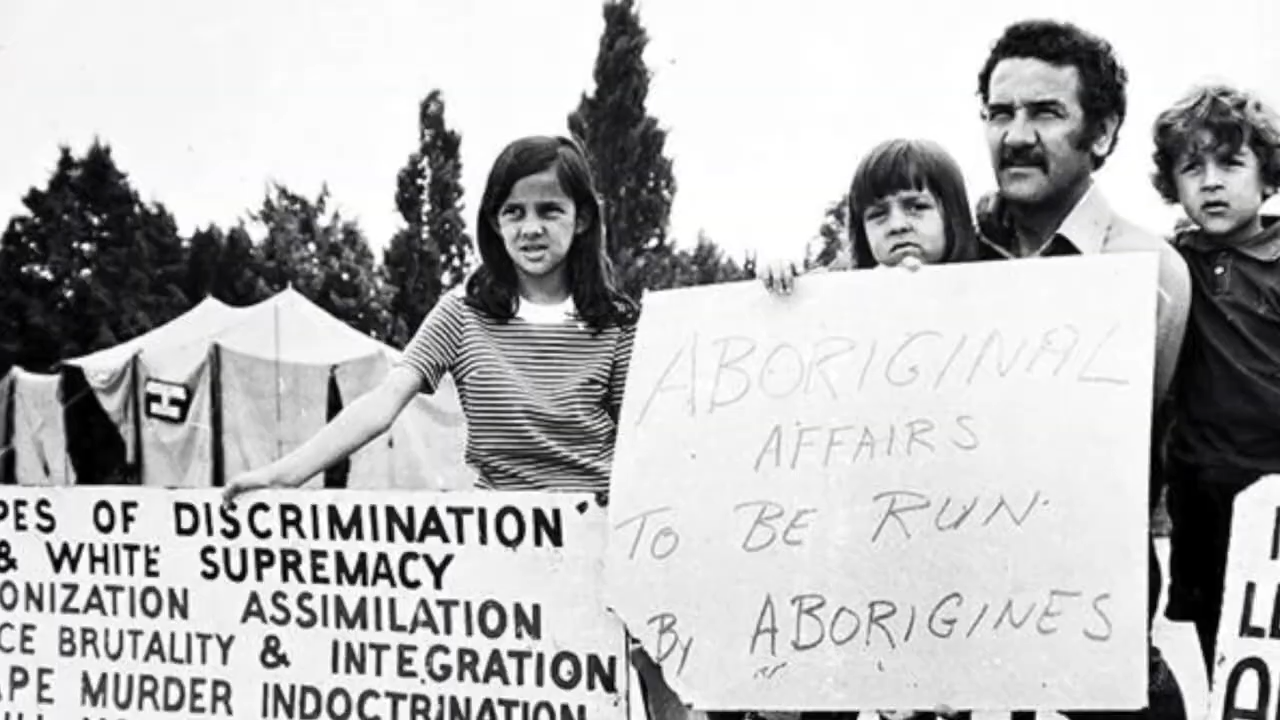 PES OF DISCRIMINATION
& WHITE SUPREMACY
ONIZATION ASSIMILATION
CE BRUTALITY & INTEGRATION
APE MURDER INDOCTRINATION
ABORIGINAL
AFFAIRS
TO BE RUN
By ABORIGINES